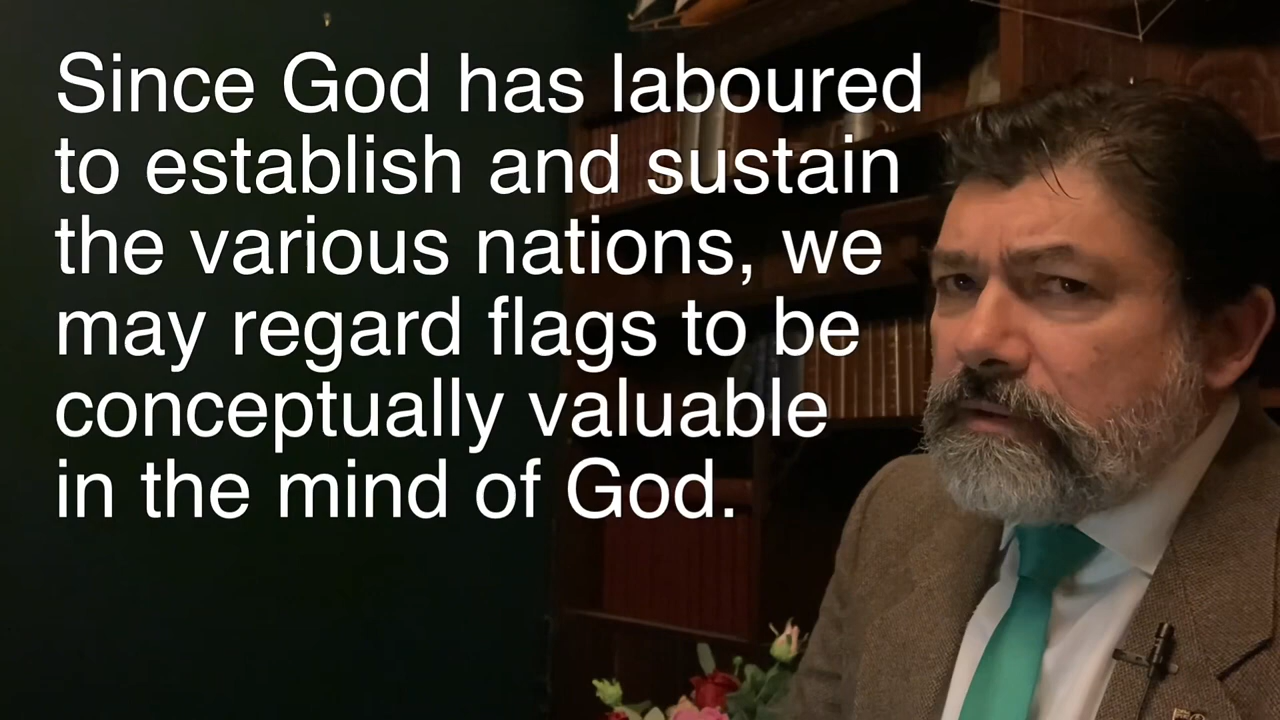 Since God has laboured
to establish and sustain
the various nations, we
may regard flags to be
conceptually valuable
in the mind of God.